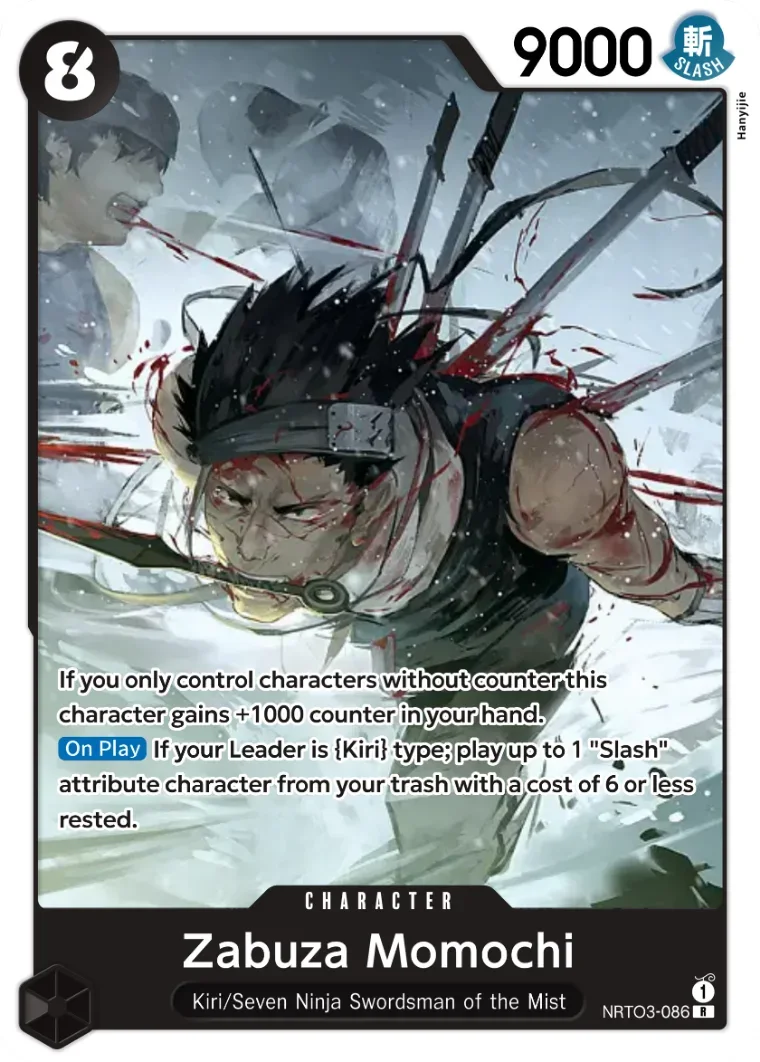 8
9000
斬
SLASH
Hanyijie
If you only control characters without counter this
character gains +1000 counter in your hand.
On Play If your Leader is {Kiri} type; play up to 1 "Slash"
attribute character from your trash with a cost of 6 or less
rested.
CHARACTER
Zabuza Momochi
Kiri/Seven Ninja Swordsman of the Mist
1
NRTO3-086 R